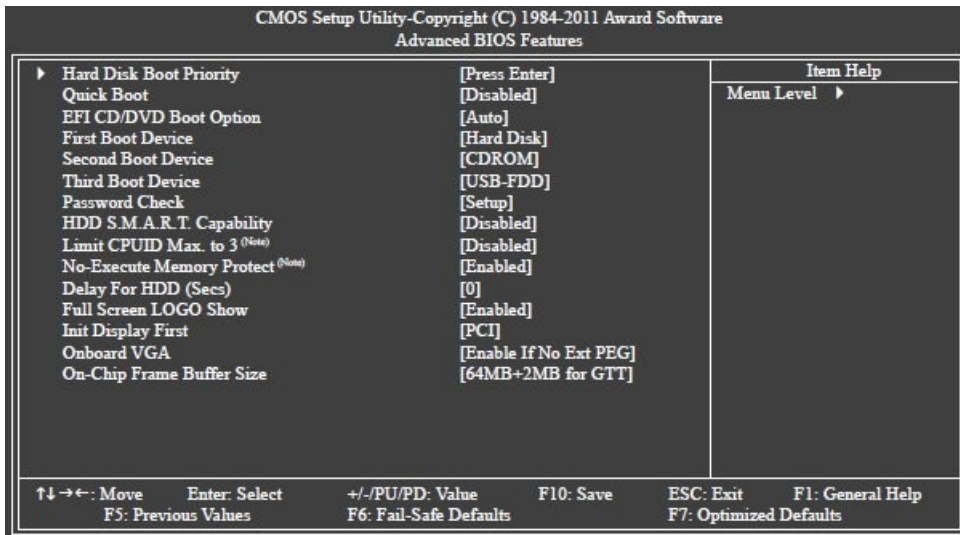 CMOS Setup Utility-Copyright (C) 1984-2011 Award Software
Advanced BIOS Features
Hard Disk Boot Priority [Press Enter]
Quick Boot [Disabled]
EFI CD/DVD Boot Option [Auto]
First Boot Device [Hard Disk]
Second Boot Device [CDROM]
Third Boot Device [USB-FDD]
Password Check [Setup]
HDD S.M.A.R.T. Capability [Disabled]
Limit CPUID Max. to 3 (Note) [Disabled]
No-Execute Memory Protect (Note) [Enabled]
Delay For HDD (Secs) [0]
Full Screen LOGO Show [Enabled]
Init Display First [PCI]
Onboard VGA [Enable If No Ext PEG]
On-Chip Frame Buffer Size [64MB+2MB for GTT]
Item Help
Menu Level
↑↓→←: Move Enter: Select +/-/PU/PD: Value F10: Save ESC: Exit F1: General Help
F5: Previous Values F6: Fail-Safe Defaults F7: Optimized Defaults